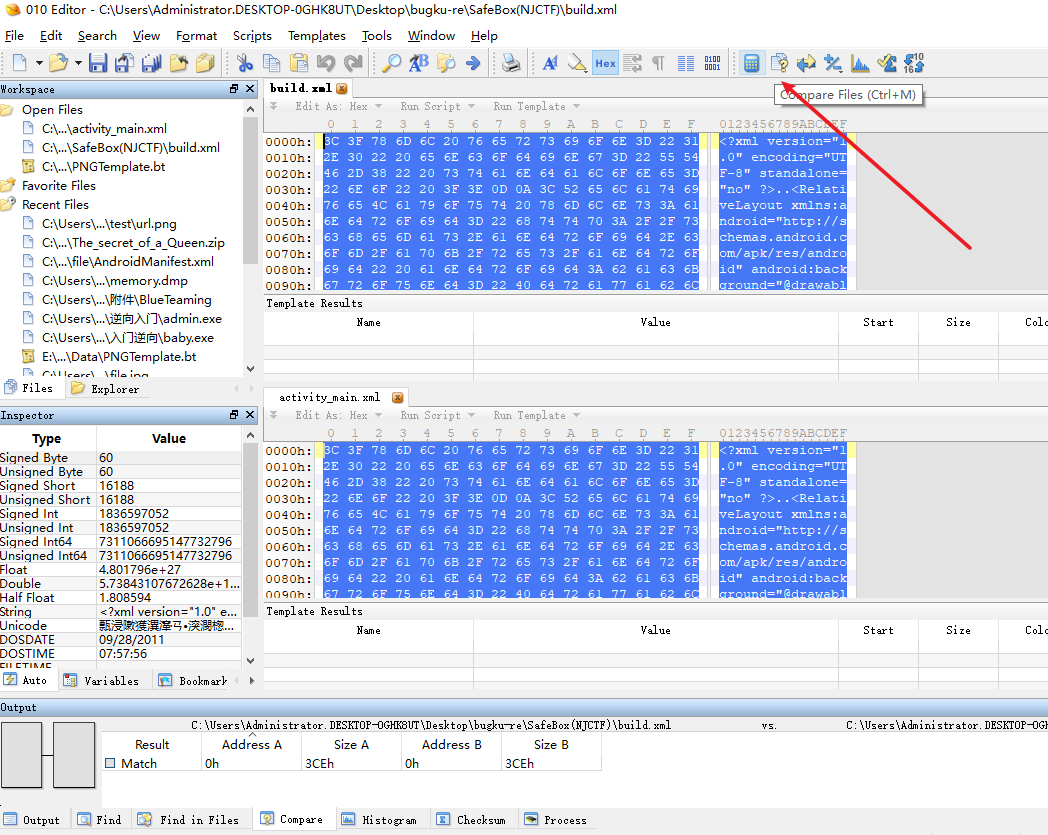 010 Editor - C:\Users\Administrator.DESKTOP-0GHK8UT\Desktop\bugku-re\SafeBox(NJCTF)\build.xml
File Edit Search View Format Scripts Templates Tools Window Help
Hex
Compare Files (Ctrl+M)
Workspace
Open Files
C:\...\activity_main.xml
C:\...\SafeBox(NJCTF)\build.xml
C:\...\PNGTemplate.bt
Favorite Files
Recent Files
C:\Users\...\test\url.png
C:\...\The_secret_of_a_Queen.zip
C:\...\file\AndroidManifest.xml
C:\Users\...\memory.dmp
C:\Users\...\附件\BlueTeaming
C:\Users\...\逆向入门\admin.exe
C:\Users\...\入门逆向\baby.exe
E:\...\Data\PNGTemplate.bt
C:\Users\...\file.jpg
Files Explorer
build.xml
Edit As: Hex Run Script Run Template
0 1 2 3 4 5 6 7 8 9 A B C D E F 0123456789ABCDEF
0000h: 3C 3F 78 6D 6C 20 76 65 72 73 69 6F 6E 3D 22 31 <?xml version="1
0010h: 2E 30 22 20 65 6E 63 6F 64 69 6E 67 3D 22 55 54 .0" encoding="UT
0020h: 46 2D 38 22 20 73 74 61 6E 64 61 6C 6F 6E 65 3D F-8" standalone=
0030h: 22 6E 6F 22 20 3F 3E 0D 0A 3C 52 65 6C 61 74 69 "no" ?>..<Relati
0040h: 76 65 4C 61 79 6F 75 74 20 78 6D 6C 6E 73 3A 61 veLayout xmlns:a
0050h: 6E 64 72 6F 69 64 3D 22 68 74 74 70 3A 2F 2F 73 ndroid="http://s
0060h: 63 68 65 6D 61 73 2E 61 6E 64 72 6F 69 64 2E 63 chemas.android.c
0070h: 6F 6D 2F 61 70 6B 2F 72 65 73 2F 61 6E 64 72 6F om/apk/res/andro
0080h: 69 64 22 20 61 6E 64 72 6F 69 64 3A 62 61 63 6B id" android:back
0090h: 67 72 6F 75 6E 64 3D 22 40 64 72 61 77 61 62 6C ground="@drawabl
Template Results
Name Value Start Size Colo
activity_main.xml
Edit As: Hex Run Script Run Template
0 1 2 3 4 5 6 7 8 9 A B C D E F 0123456789ABCDEF
0000h: 3C 3F 78 6D 6C 20 76 65 72 73 69 6F 6E 3D 22 31 <?xml version="1
0010h: 2E 30 22 20 65 6E 63 6F 64 69 6E 67 3D 22 55 54 .0" encoding="UT
0020h: 46 2D 38 22 20 73 74 61 6E 64 61 6C 6F 6E 65 3D F-8" standalone=
0030h: 22 6E 6F 22 20 3F 3E 0D 0A 3C 52 65 6C 61 74 69 "no" ?>..<Relati
0040h: 76 65 4C 61 79 6F 75 74 20 78 6D 6C 6E 73 3A 61 veLayout xmlns:a
0050h: 6E 64 72 6F 69 64 3D 22 68 74 74 70 3A 2F 2F 73 ndroid="http://s
0060h: 63 68 65 6D 61 73 2E 61 6E 64 72 6F 69 64 2E 63 chemas.android.c
0070h: 6F 6D 2F 61 70 6B 2F 72 65 73 2F 61 6E 64 72 6F om/apk/res/andro
0080h: 69 64 22 20 61 6E 64 72 6F 69 64 3A 62 61 63 6B id" android:back
0090h: 67 72 6F 75 6E 64 3D 22 40 64 72 61 77 61 62 6C ground="@drawabl
Template Results
Name Value Start Size Colo
Inspector
Type Value
Signed Byte 60
Unsigned Byte 60
Signed Short 16188
Unsigned Short 16188
Signed Int 1836597052
Unsigned Int 1836597052
Signed Int64 7311066695147732796
Unsigned Int64 7311066695147732796
Float 4.801796e+27
Double 5.73843107672628e+1...
Half Float 1.808594
String <?xml version="1.0" e...
Unicode
DOSDATE 09/28/2011
DOSTIME 07:57:56
FILETIME
Auto Variables Bookmark
Output
C:\Users\Administrator.DESKTOP-0GHK8UT\Desktop\bugku-re\SafeBox(NJCTF)\build.xml vs. C:\Users\Administrator.DESKTOP-0GH
Result Address A Size A Address B Size B
Match 0h 3CEh 0h 3CEh
Output Find Find in Files Compare Histogram Checksum Process